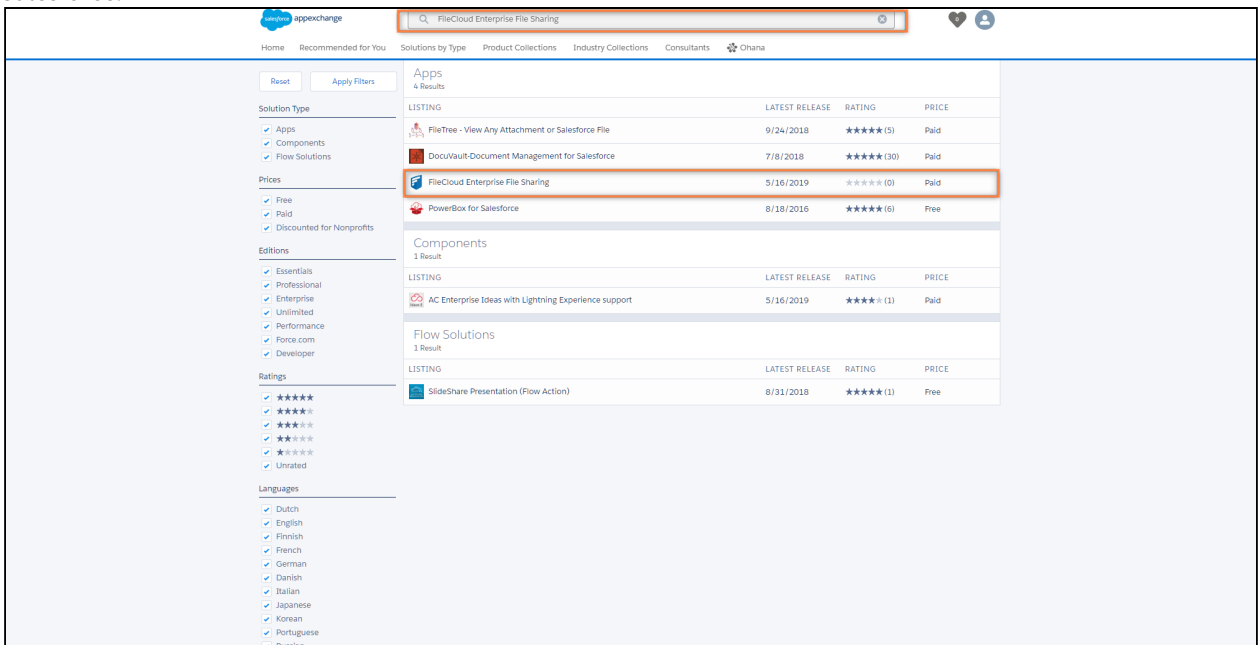 salesforce appexchange
FileCloud Enterprise File Sharing
Home Recommended for You Solutions by Type Product Collections Industry Collections Consultants Ohana
Reset Apply Filters
Solution Type
Apps
Components
Flow Solutions
Prices
Free
Paid
Discounted for Nonprofits
Editions
Essentials
Professional
Enterprise
Unlimited
Performance
Force.com
Developer
Ratings
★★★★★
★★★★★
★★★★★
★★★★★
★★★★★
Unrated
Languages
Dutch
English
Finnish
French
German
Danish
Italian
Japanese
Korean
Portuguese
Apps
4 Results
LISTING LATEST RELEASE RATING PRICE
FileTree - View Any Attachment or Salesforce File 9/24/2018 ★★★★★ (5) Paid
DocuVault-Document Management for Salesforce 7/8/2018 ★★★★★ (30) Paid
FileCloud Enterprise File Sharing 5/16/2019 ★★★★★ (0) Paid
PowerBox for Salesforce 8/18/2016 ★★★★★ (6) Free
Components
1 Result
LISTING LATEST RELEASE RATING PRICE
AC Enterprise Ideas with Lightning Experience support 5/16/2019 ★★★★★ (1) Paid
Flow Solutions
1 Result
LISTING LATEST RELEASE RATING PRICE
SlideShare Presentation (Flow Action) 8/31/2018 ★★★★★ (1) Free